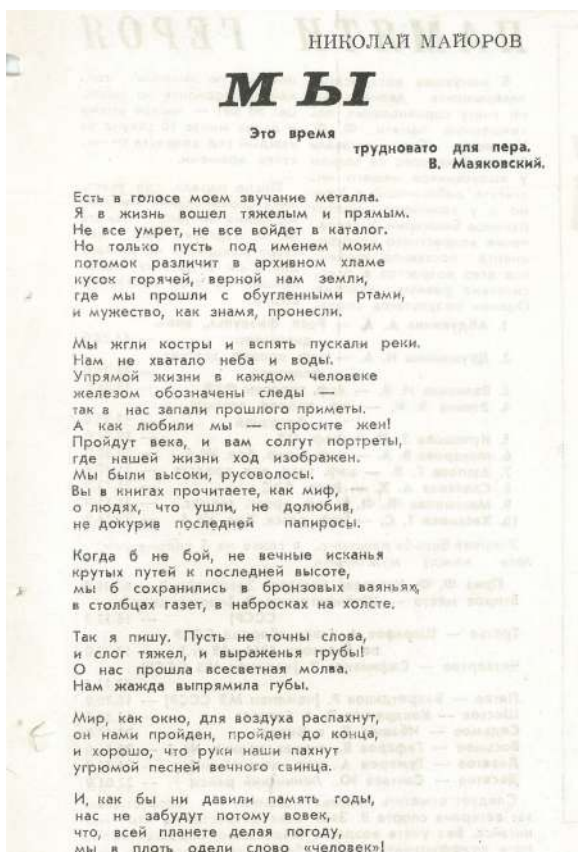 НИКОЛАЙ МАЙОРОВ
МЫ
Это время
трудновато для пера.
В. Маяковский.
Есть в голосе моем звучание металла.
Я в жизнь вошел тяжелым и прямым.
Не все умрет, не все войдет в каталог.
Но только пусть под именем моим
потомок различит в архивном хламе
кусок горячей, верной нам земли,
где мы прошли с обугленными ртами,
и мужество, как знамя, пронесли.
Мы жгли костры и вспять пускали реки.
Нам не хватало неба и воды.
Упрямой жизни в каждом человеке
железом обозначены следы —
так в нас запали прошлого приметы.
А как любили мы — спросите жен!
Пройдут века, и вам солгут портреты,
где нашей жизни ход изображен.
Мы были высоки, русоволосы.
Вы в книгах прочитаете, как миф,
о людях, что ушли, не долюбив,
не докурив последней папиросы.
Когда б не бой, не вечные исканья
крутых путей к последней высоте,
мы б сохранились в бронзовых ваяньях,
в столбцах газет, в набросках на холсте.
Так я пишу. Пусть не точны слова,
и слог тяжел, и выраженья грубы!
О нас прошла всесветная молва.
Нам жажда выпрямила губы.
Мир, как окно, для воздуха распахнут,
он нами пройден, пройден до конца,
и хорошо, что руки наши пахнут
угрюмой песней вечного свинца.
И, как бы ни давили память годы,
нас не забудут потому вовек,
что, всей планете делая погоду,
мы в плоть одели слово «человек»!